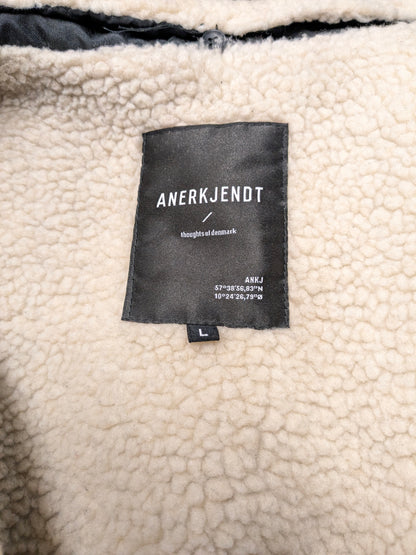 ANERKJENDT
/
thoughts of denmark
ANKJ
57°38'56,83"N
10°24'26,79"Ø
L